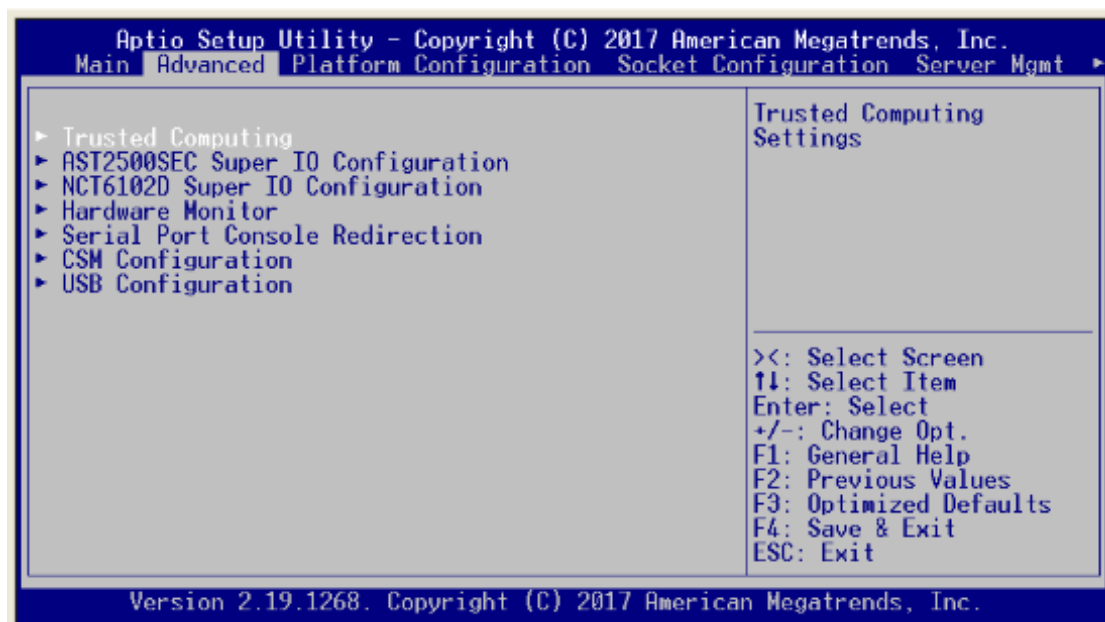 Aptio Setup Utility - Copyright (C) 2017 American Megatrends, Inc.
Main Advanced Platform Configuration Socket Configuration Server Mgmt ►
► Trusted Computing
► AST2500SEC Super IO Configuration
► NCT6102D Super IO Configuration
► Hardware Monitor
► Serial Port Console Redirection
► CSM Configuration
► USB Configuration
Trusted Computing
Settings
><: Select Screen
↑↓: Select Item
Enter: Select
+/-: Change Opt.
F1: General Help
F2: Previous Values
F3: Optimized Defaults
F4: Save & Exit
ESC: Exit
Version 2.19.1268. Copyright (C) 2017 American Megatrends, Inc.